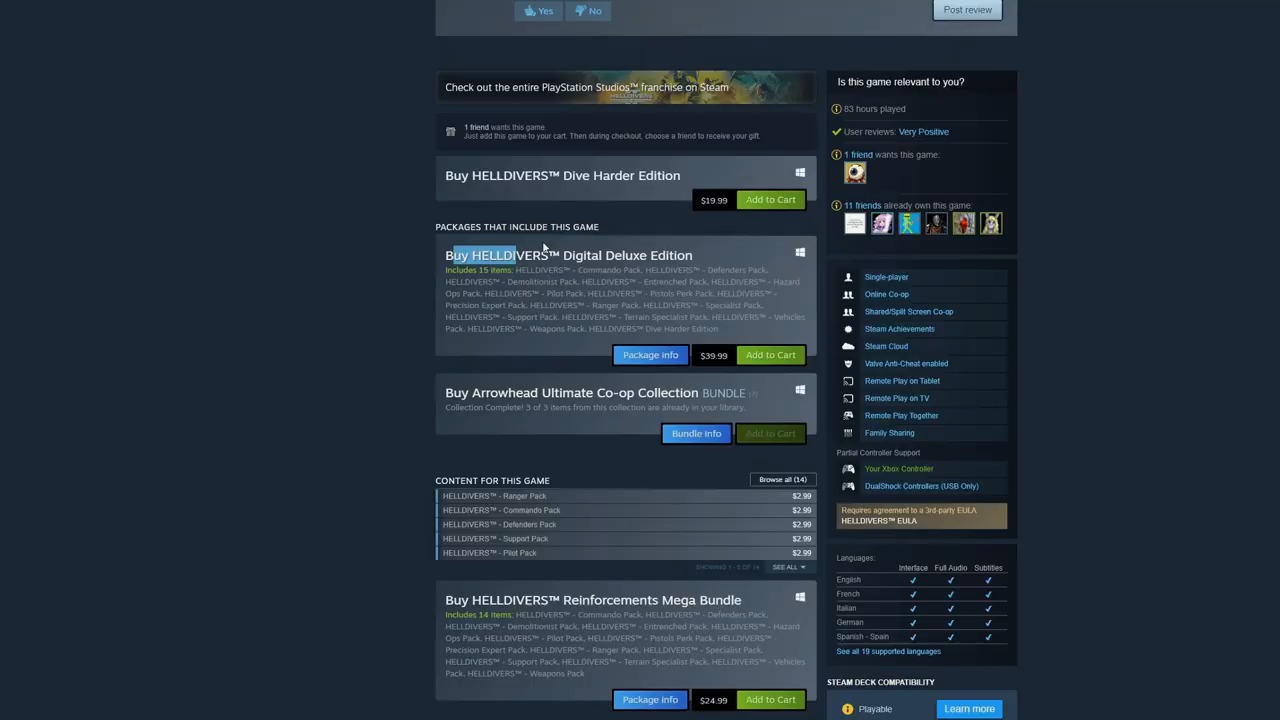 Yes
No
Post review
Check out the entire PlayStation Studios™ franchise on Steam
1 friend wants this game.
Just add this game to your cart. Then during checkout, choose a friend to receive your gift.
Buy HELLDIVERS™ Dive Harder Edition
$19.99
Add to Cart
PACKAGES THAT INCLUDE THIS GAME
Buy HELLDIVERS™ Digital Deluxe Edition
Includes 15 items: HELLDIVERS™ - Commando Pack, HELLDIVERS™ - Defenders Pack,
HELLDIVERS™ - Demolitionist Pack, HELLDIVERS™ - Entrenched Pack, HELLDIVERS™ - Hazard
Ops Pack, HELLDIVERS™ - Pilot Pack, HELLDIVERS™ - Pistols Perk Pack, HELLDIVERS™ -
Precision Expert Pack, HELLDIVERS™ - Ranger Pack, HELLDIVERS™ - Specialist Pack,
HELLDIVERS™ - Support Pack, HELLDIVERS™ - Terrain Specialist Pack, HELLDIVERS™ - Vehicles
Pack, HELLDIVERS™ - Weapons Pack, HELLDIVERS™ Dive Harder Edition
Package info
$39.99
Add to Cart
Buy Arrowhead Ultimate Co-op Collection BUNDLE (?)
Collection Complete! 3 of 3 items from this collection are already in your library.
Bundle info
Add to Cart
CONTENT FOR THIS GAME
Browse all (14)
HELLDIVERS™ - Ranger Pack $2.99
HELLDIVERS™ - Commando Pack $2.99
HELLDIVERS™ - Defenders Pack $2.99
HELLDIVERS™ - Support Pack $2.99
HELLDIVERS™ - Pilot Pack $2.99
SHOWING 1 - 5 OF 14
SEE ALL
Buy HELLDIVERS™ Reinforcements Mega Bundle
Includes 14 items: HELLDIVERS™ - Commando Pack, HELLDIVERS™ - Defenders Pack,
HELLDIVERS™ - Demolitionist Pack, HELLDIVERS™ - Entrenched Pack, HELLDIVERS™ - Hazard
Ops Pack, HELLDIVERS™ - Pilot Pack, HELLDIVERS™ - Pistols Perk Pack, HELLDIVERS™ -
Precision Expert Pack, HELLDIVERS™ - Ranger Pack, HELLDIVERS™ - Specialist Pack,
HELLDIVERS™ - Support Pack, HELLDIVERS™ - Terrain Specialist Pack, HELLDIVERS™ - Vehicles
Pack, HELLDIVERS™ - Weapons Pack
Package info
$24.99
Add to Cart
Is this game relevant to you?
83 hours played
User reviews: Very Positive
1 friend wants this game:
11 friends already own this game:
Single-player
Online Co-op
Shared/Split Screen Co-op
Steam Achievements
Steam Cloud
Valve Anti-Cheat enabled
Remote Play on Tablet
Remote Play on TV
Remote Play Together
Family Sharing
Partial Controller Support
Your Xbox Controller
DualShock Controllers (USB Only)
Requires agreement to a 3rd-party EULA
HELLDIVERS™ EULA
Languages:
Interface Full Audio Subtitles
English ✔ ✔ ✔
French ✔ ✔ ✔
Italian ✔ ✔ ✔
German ✔ ✔ ✔
Spanish - Spain ✔ ✔ ✔
See all 19 supported languages
STEAM DECK COMPATIBILITY
Playable
Learn more